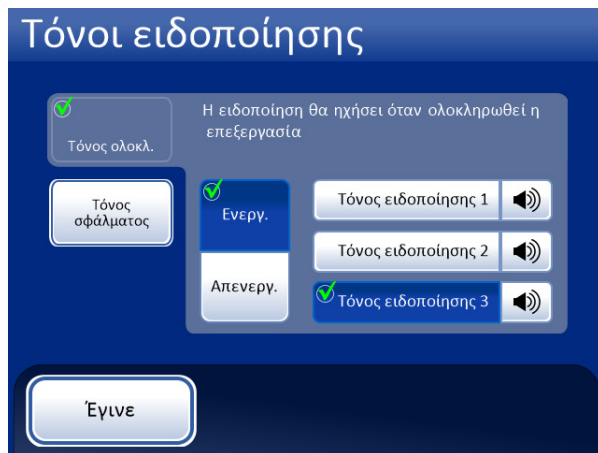 Τόνοι ειδοποίησης
Τόνος ολοκλ.
Η ειδοποίηση θα ηχήσει όταν ολοκληρωθεί η
επεξεργασία
Τόνος
σφάλματος
Ενεργ.
Απενεργ.
Τόνος ειδοποίησης 1
Τόνος ειδοποίησης 2
Τόνος ειδοποίησης 3
Έγινε